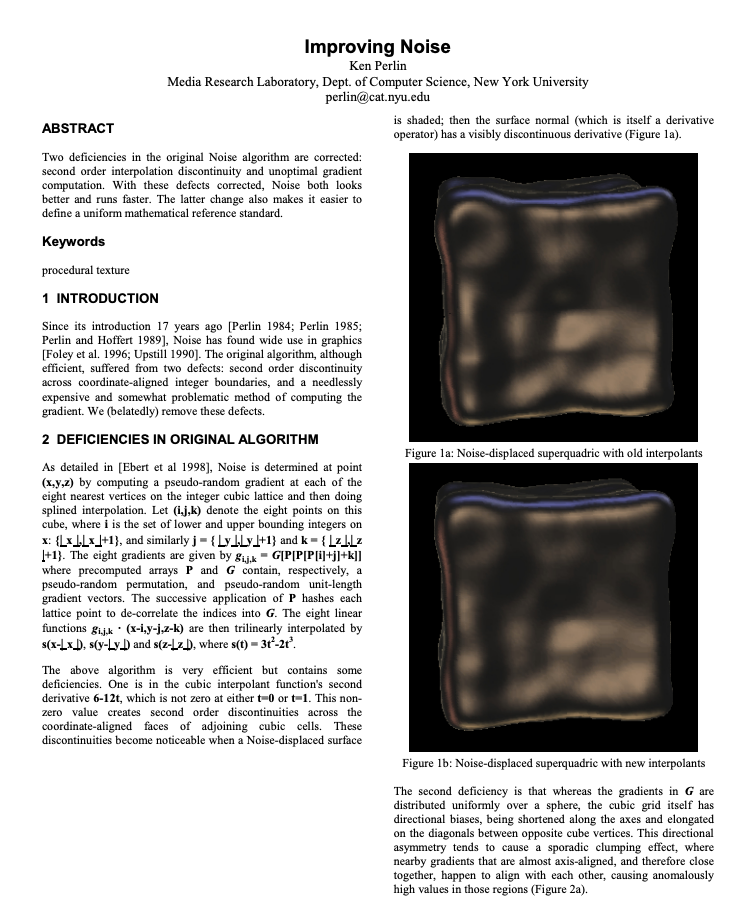 Improving Noise
Ken Perlin
Media Research Laboratory, Dept. of Computer Science, New York University
perlin@cat.nyu.edu
ABSTRACT
Two deficiencies in the original Noise algorithm are corrected:
second order interpolation discontinuity and unoptimal gradient
computation. With these defects corrected, Noise both looks
better and runs faster. The latter change also makes it easier to
define a uniform mathematical reference standard.
Keywords
procedural texture
1 INTRODUCTION
Since its introduction 17 years ago [Perlin 1984; Perlin 1985;
Perlin and Hoffert 1989], Noise has found wide use in graphics
[Foley et al. 1996; Upstill 1990]. The original algorithm, although
efficient, suffered from two defects: second order discontinuity
across coordinate-aligned integer boundaries, and a needlessly
expensive and somewhat problematic method of computing the
gradient. We (belatedly) remove these defects.
2 DEFICIENCIES IN ORIGINAL ALGORITHM
As detailed in [Ebert et al 1998], Noise is determined at point
(x,y,z) by computing a pseudo-random gradient at each of the
eight nearest vertices on the integer cubic lattice and then doing
splined interpolation. Let (i,j,k) denote the eight points on this
cube, where i is the set of lower and upper bounding integers on
x: {⌊x⌋,⌊x⌋+1}, and similarly j = {⌊y⌋,⌊y⌋+1} and k = {⌊z⌋,⌊z
⌋+1}. The eight gradients are given by gi,j,k = G[P[P[P[i]+j]+k]]
where precomputed arrays P and G contain, respectively, a
pseudo-random permutation, and pseudo-random unit-length
gradient vectors. The successive application of P hashes each
lattice point to de-correlate the indices into G. The eight linear
functions gi,j,k · (x-i,y-j,z-k) are then trilinearly interpolated by
s(x-⌊x⌋), s(y-⌊y⌋) and s(z-⌊z⌋), where s(t) = 3t²-2t³.
The above algorithm is very efficient but contains some
deficiencies. One is in the cubic interpolant function's second
derivative 6-12t, which is not zero at either t=0 or t=1. This non-
zero value creates second order discontinuities across the
coordinate-aligned faces of adjoining cubic cells. These
discontinuities become noticeable when a Noise-displaced surface
is shaded; then the surface normal (which is itself a derivative
operator) has a visibly discontinuous derivative (Figure 1a).
Figure 1a: Noise-displaced superquadric with old interpolants
Figure 1b: Noise-displaced superquadric with new interpolants
The second deficiency is that whereas the gradients in G are
distributed uniformly over a sphere, the cubic grid itself has
directional biases, being shortened along the axes and elongated
on the diagonals between opposite cube vertices. This directional
asymmetry tends to cause a sporadic clumping effect, where
nearby gradients that are almost axis-aligned, and therefore close
together, happen to align with each other, causing anomalously
high values in those regions (Figure 2a).